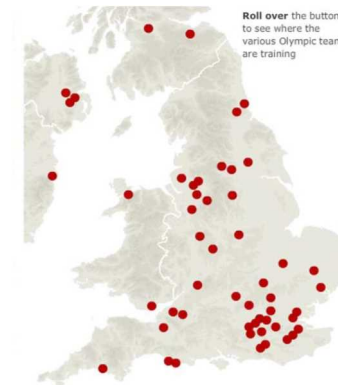 Roll over the button
to see where the
various Olympic team
are training